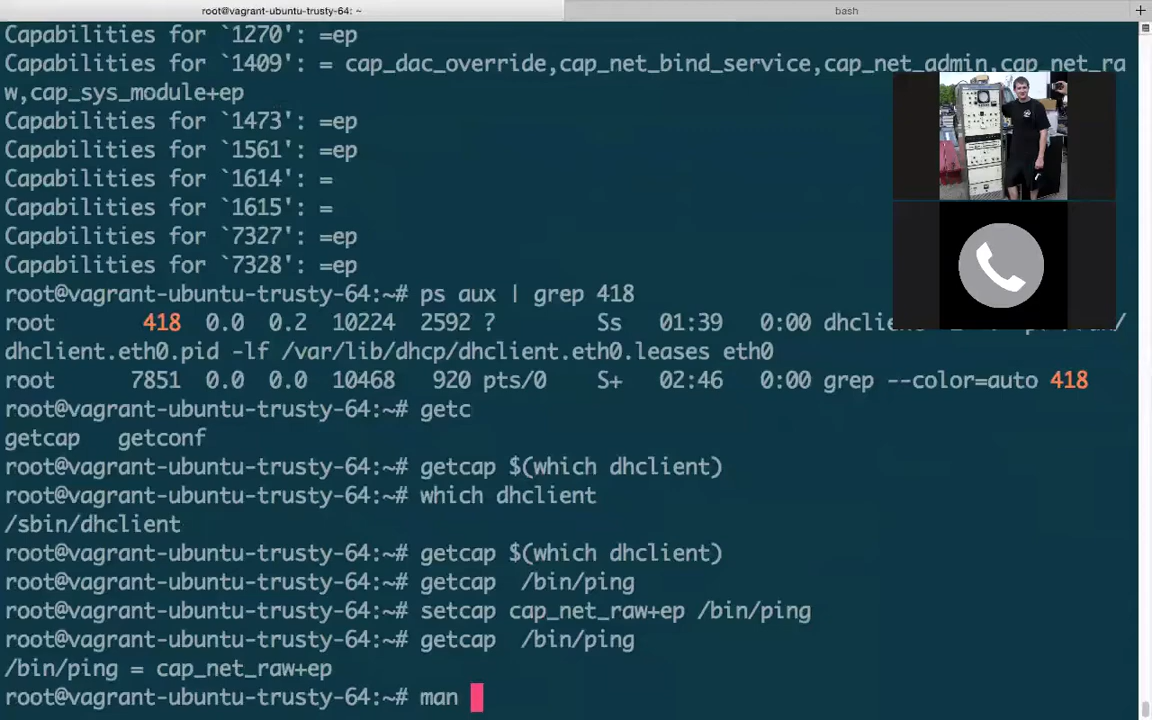 root@vagrant-ubuntu-trusty-64: ~
bash
Capabilities for `1270': =ep
Capabilities for `1409': = cap_dac_override,cap_net_bind_service,cap_net_admin,cap_net_ra
w,cap_sys_module+ep
Capabilities for `1473': =ep
Capabilities for `1561': =ep
Capabilities for `1614': =
Capabilities for `1615': =
Capabilities for `7327': =ep
Capabilities for `7328': =ep
root@vagrant-ubuntu-trusty-64:~# ps aux | grep 418
root 418 0.0 0.2 10224 2592 ? Ss 01:39 0:00
dhclient.eth0.pid -lf /var/lib/dhcp/dhclient.eth0.leases eth0
root 7851 0.0 0.0 10468 920 pts/0 S+ 02:46 0:00 grep --color=auto 418
root@vagrant-ubuntu-trusty-64:~# getc
getcap getconf
root@vagrant-ubuntu-trusty-64:~# getcap $(which dhclient)
root@vagrant-ubuntu-trusty-64:~# which dhclient
/sbin/dhclient
root@vagrant-ubuntu-trusty-64:~# getcap $(which dhclient)
root@vagrant-ubuntu-trusty-64:~# getcap /bin/ping
root@vagrant-ubuntu-trusty-64:~# setcap cap_net_raw+ep /bin/ping
root@vagrant-ubuntu-trusty-64:~# getcap /bin/ping
/bin/ping = cap_net_raw+ep
root@vagrant-ubuntu-trusty-64:~# man